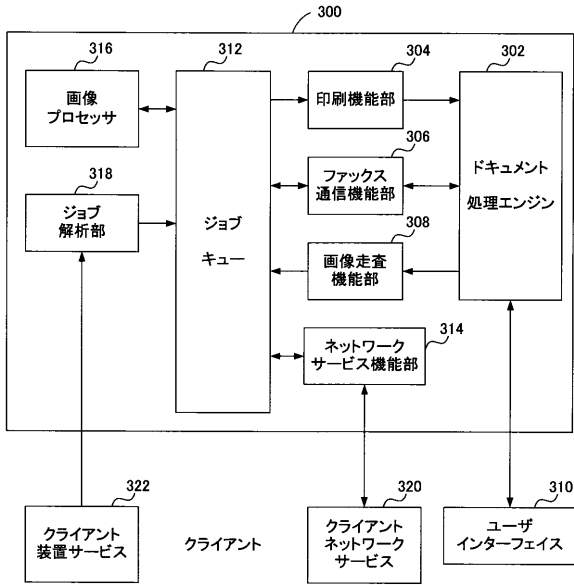 300
316
画像
プロセッサ
312
ジョブ
キュー
304
印刷機能部
302
ドキュメント
処理エンジン
306
ファックス
通信機能部
318
ジョブ
解析部
308
画像走査
機能部
314
ネットワーク
サービス機能部
322
クライアント
装置サービス
クライアント
320
クライアント
ネットワーク
サービス
310
ユーザ
インターフェイス